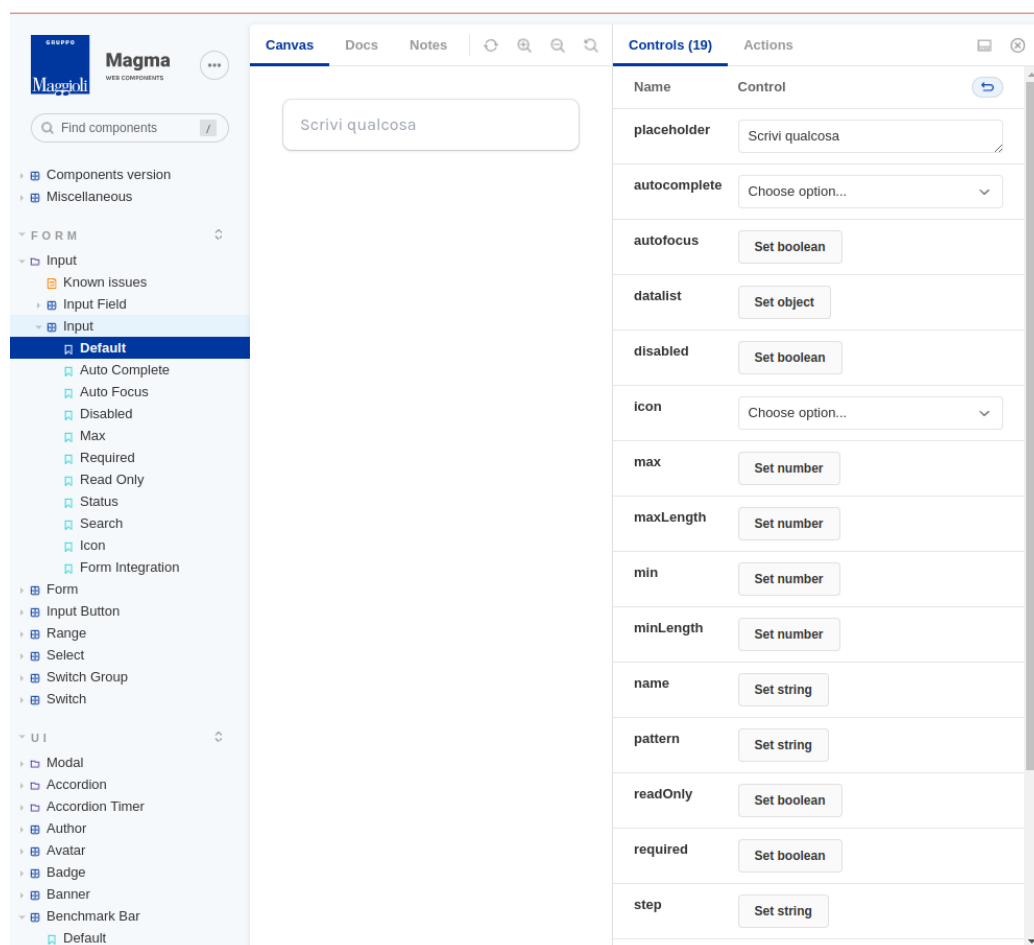 GRUPPO
Maggioli
Magma
WEB COMPONENTS
Find components
/
Components version
Miscellaneous
FORM
Input
Known issues
Input Field
Input
Default
Auto Complete
Auto Focus
Disabled
Max
Required
Read Only
Status
Search
Icon
Form Integration
Form
Input Button
Range
Select
Switch Group
Switch
UI
Modal
Accordion
Accordion Timer
Author
Avatar
Badge
Banner
Benchmark Bar
Default
Canvas Docs Notes
Scrivi qualcosa
Controls (19) Actions
Name Control
placeholder Scrivi qualcosa
autocomplete Choose option...
autofocus Set boolean
datalist Set object
disabled Set boolean
icon Choose option...
max Set number
maxLength Set number
min Set number
minLength Set number
name Set string
pattern Set string
readOnly Set boolean
required Set boolean
step Set string